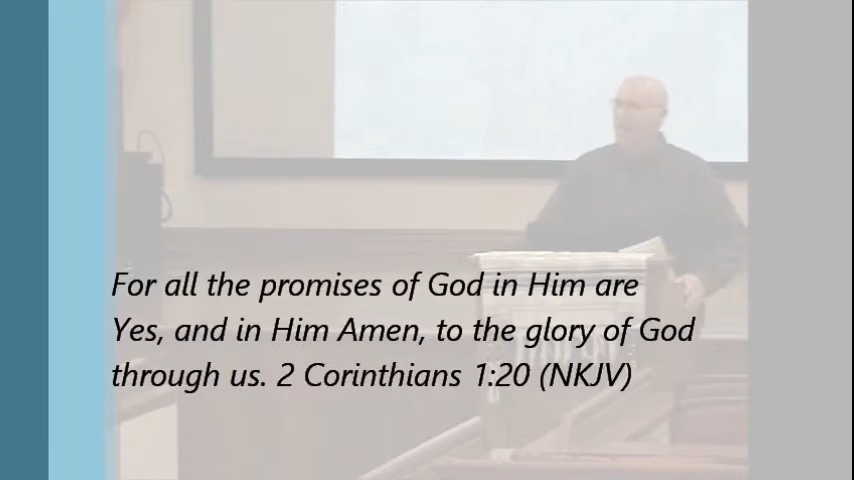 For all the promises of God in Him are
Yes, and in Him Amen, to the glory of God
through us. 2 Corinthians 1:20 (NKJV)